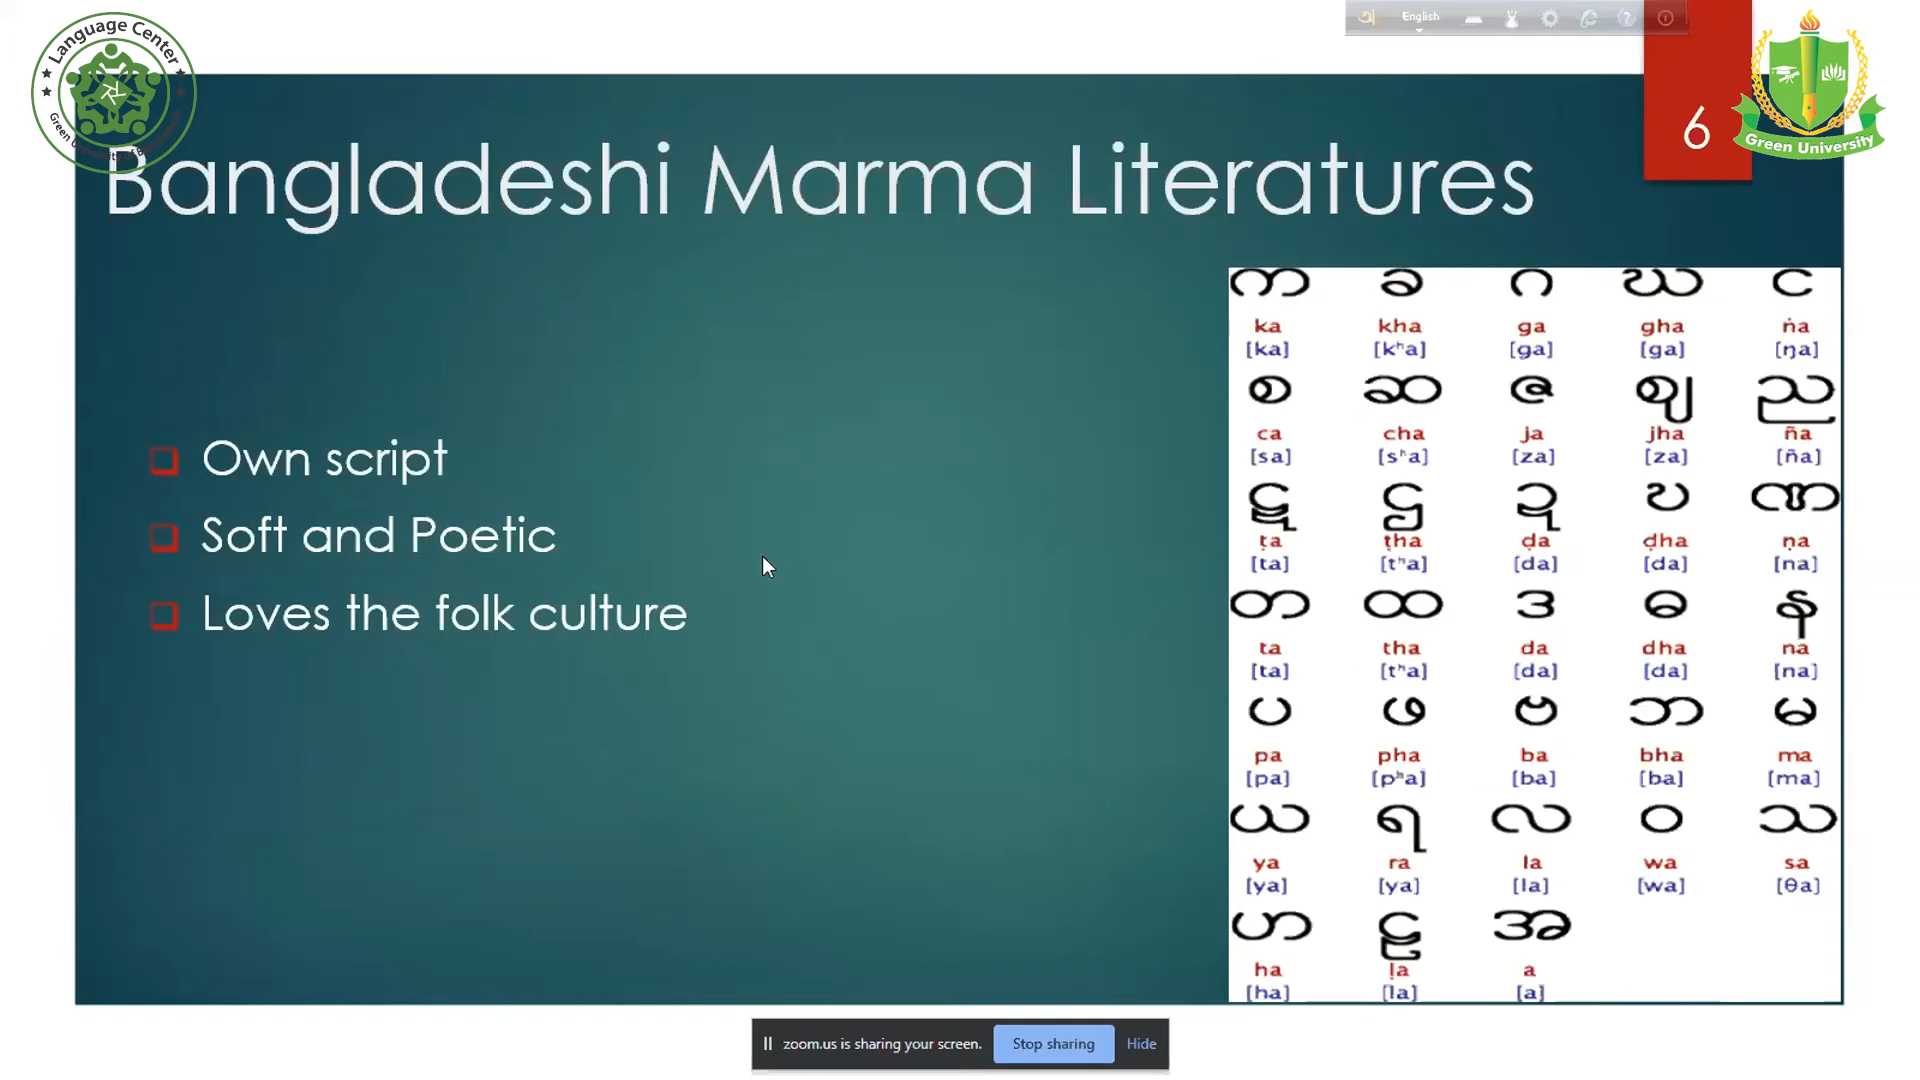 Language Center
Green University of Bangladesh
English
6
Green University
Bangladeshi Marma Literatures
Own script
Soft and Poetic
Loves the folk culture
က ခ ဂ ဃ င
ka kha ga gha ṅa
[ka] [kʰa] [ga] [ga] [ŋa]
စ ဆ ဇ ဈ ည
ca cha ja jha ña
[sa] [sʰa] [za] [za] [ña]
ဋ ဌ ဍ ဎ ဏ
ṭa ṭha ḍa ḍha ṇa
[ta] [tʰa] [da] [da] [na]
တ ထ ဒ ဓ န
ta tha da dha na
[ta] [tʰa] [da] [da] [na]
ပ ဖ ဗ ဘ မ
pa pha ba bha ma
[pa] [pʰa] [ba] [ba] [ma]
ယ ရ လ ဝ သ
ya ra la wa sa
[ya] [ya] [la] [wa] [θa]
ဟ ဠ အ
ha ḷa a
[ha] [la] [a]
zoom.us is sharing your screen. Stop sharing Hide